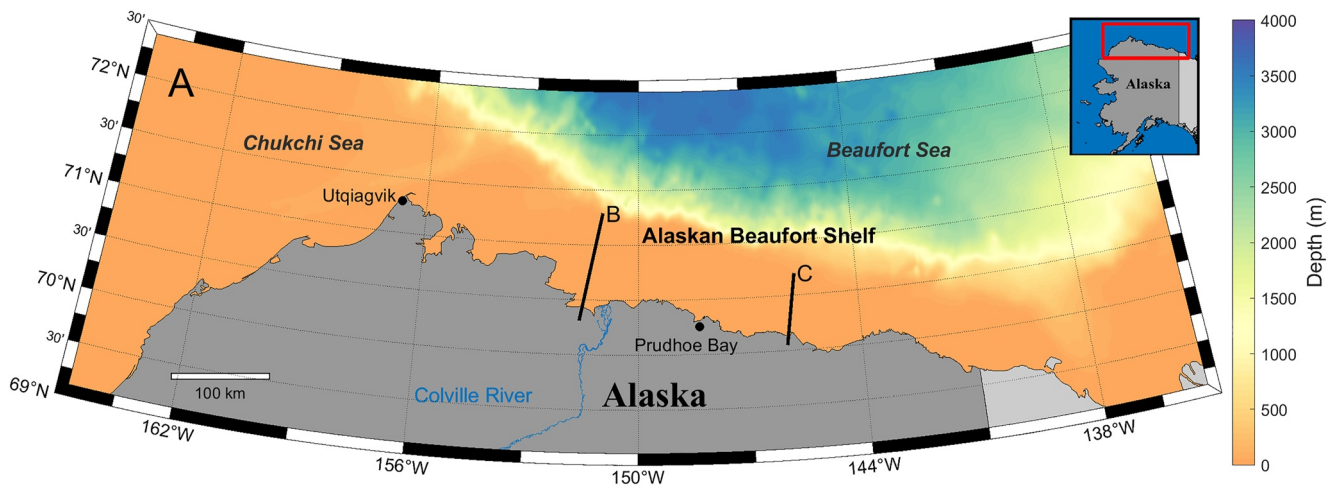 A
30'
72°N
30'
71°N
30'
70°N
30'
69°N
Chukchi Sea
Beaufort Sea
Utqiagvik
B
Alaskan Beaufort Shelf
C
Prudhoe Bay
100 km
Colville River
Alaska
162°W
156°W
150°W
144°W
138°W
Alaska
4000
3500
3000
2500
2000
1500
1000
500
0
Depth (m)